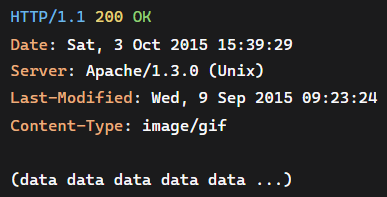 HTTP/1.1 200 OK
Date: Sat, 3 Oct 2015 15:39:29
Server: Apache/1.3.0 (Unix)
Last-Modified: Wed, 9 Sep 2015 09:23:24
Content-Type: image/gif
(data data data data data ...)